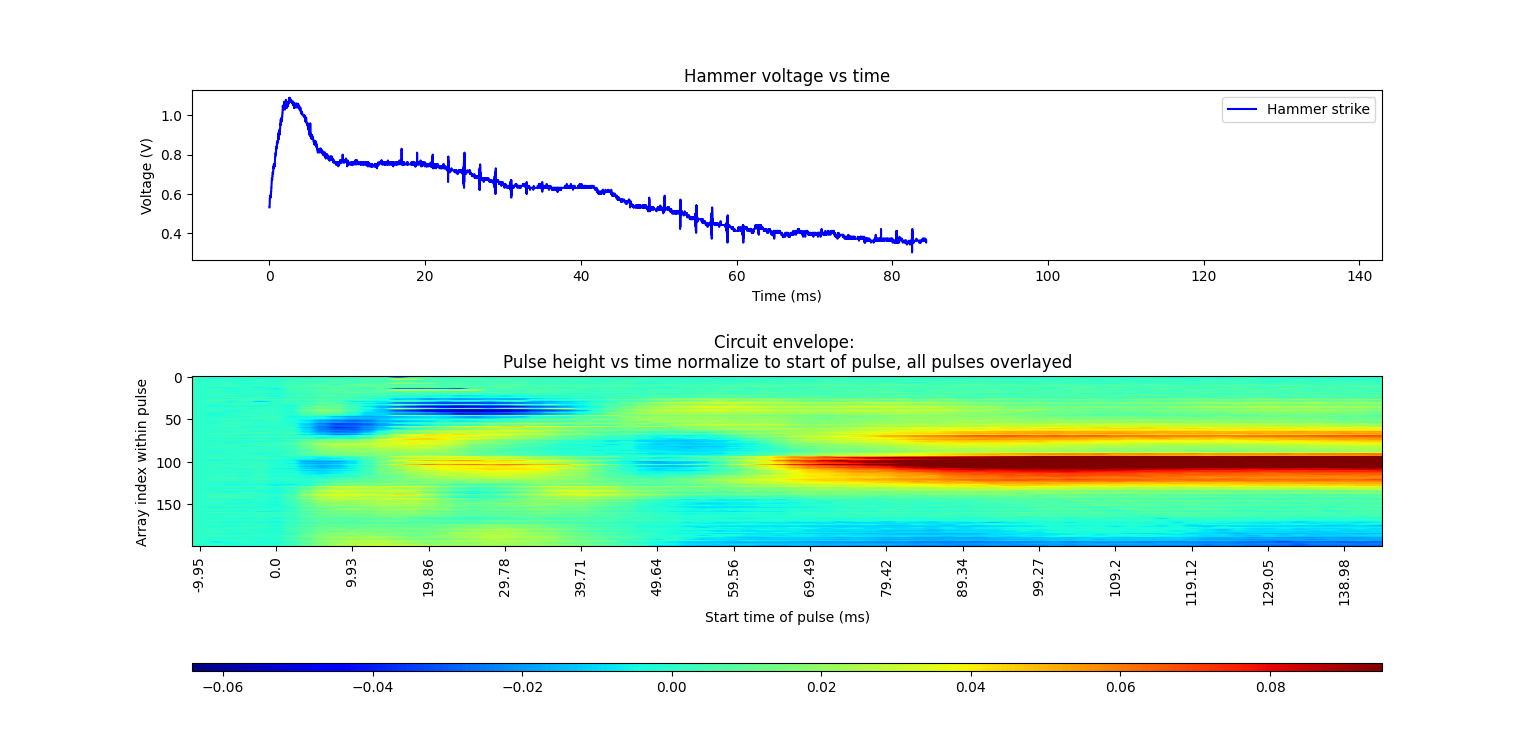 Hammer voltage vs time
Hammer strike
Voltage (V)
1.0
0.8
0.6
0.4
0 20 40 60 80 100 120 140
Time (ms)
Circuit envelope:
Pulse height vs time normalize to start of pulse, all pulses overlayed
Array index within pulse
0
50
100
150
-9.95 0.0 9.93 19.86 29.78 39.71 49.64 59.56 69.49 79.42 89.34 99.27 109.2 119.12 129.05 138.98
Start time of pulse (ms)
−0.06 −0.04 −0.02 0.00 0.02 0.04 0.06 0.08